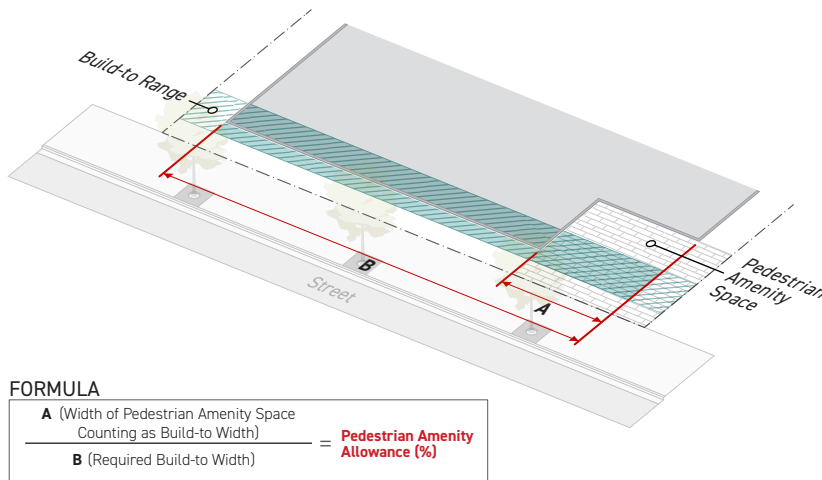 Build-to Range
B
A
Street
Pedestrian
Amenity
Space
FORMULA
A (Width of Pedestrian Amenity Space
Counting as Build-to Width)
B (Required Build-to Width)
= Pedestrian Amenity
Allowance (%)